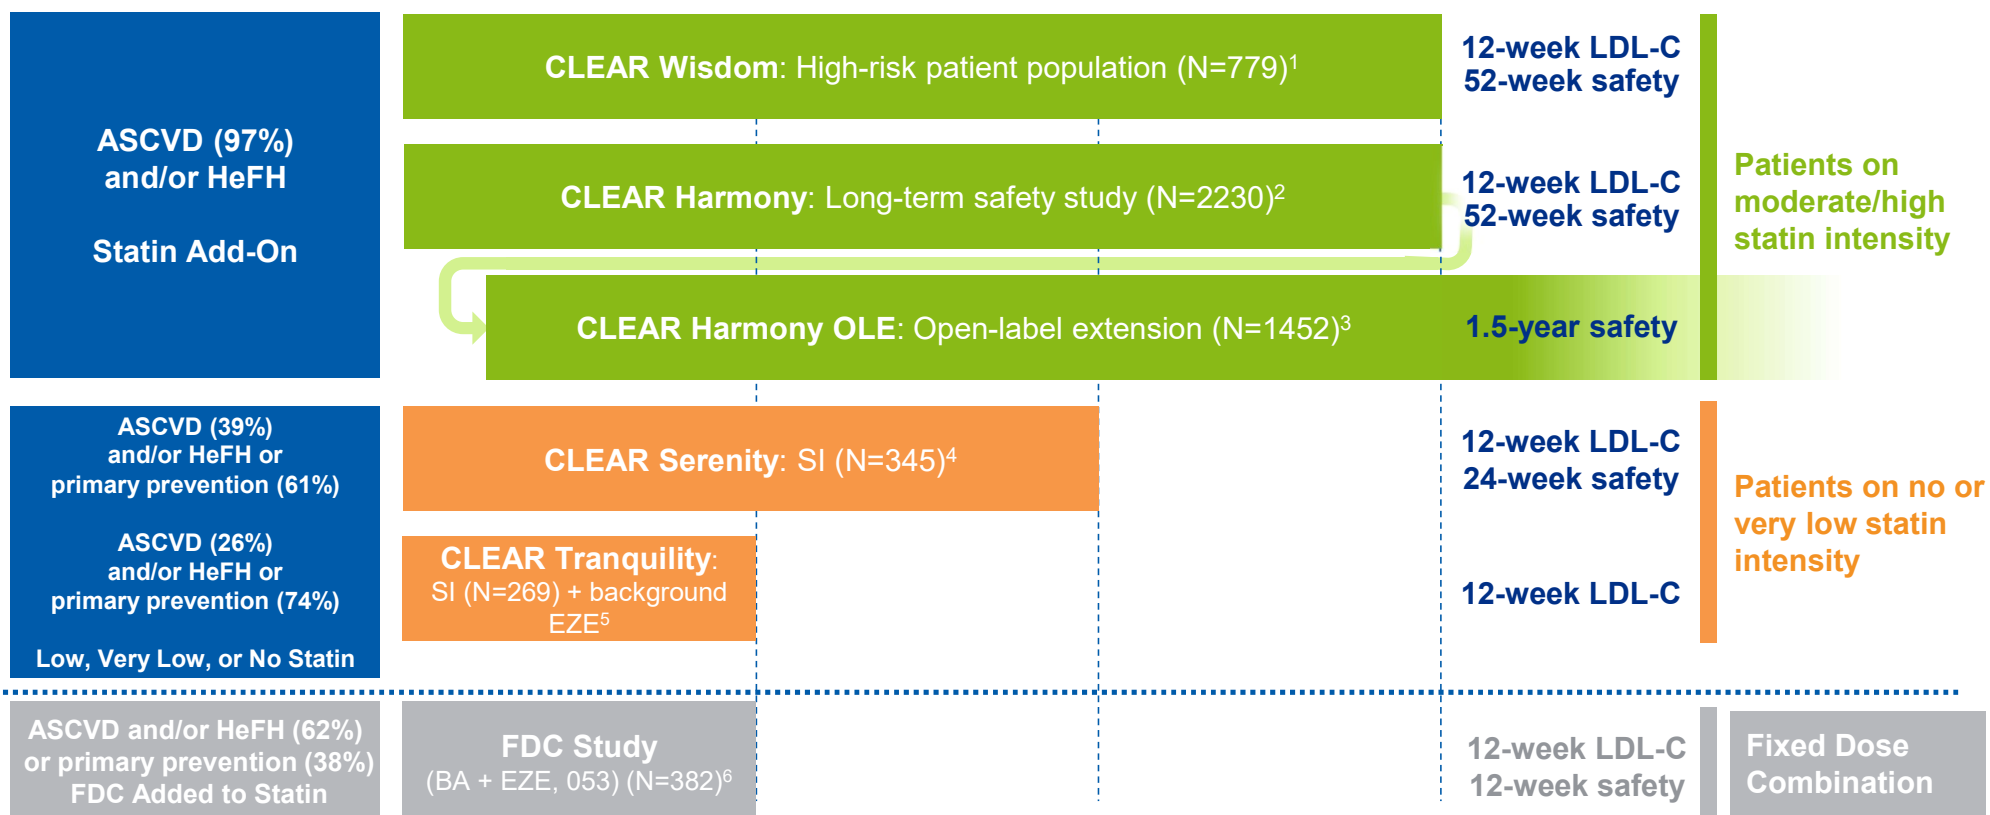 ASCVD (97%)
and/or HeFH
Statin Add-On
CLEAR Wisdom: High-risk patient population (N=779)1
12-week LDL-C
52-week safety
CLEAR Harmony: Long-term safety study (N=2230)2
12-week LDL-C
52-week safety
CLEAR Harmony OLE: Open-label extension (N=1452)3
1.5-year safety
Patients on
moderate/high
statin intensity
ASCVD (39%)
and/or HeFH or
primary prevention (61%)
ASCVD (26%)
and/or HeFH or
primary prevention (74%)
Low, Very Low, or No Statin
CLEAR Serenity: SI (N=345)4
12-week LDL-C
24-week safety
CLEAR Tranquility:
SI (N=269) + background
EZE5
12-week LDL-C
Patients on no or
very low statin
intensity
ASCVD and/or HeFH (62%)
or primary prevention (38%)
FDC Added to Statin
FDC Study
(BA + EZE, 053) (N=382)6
12-week LDL-C
12-week safety
Fixed Dose
Combination